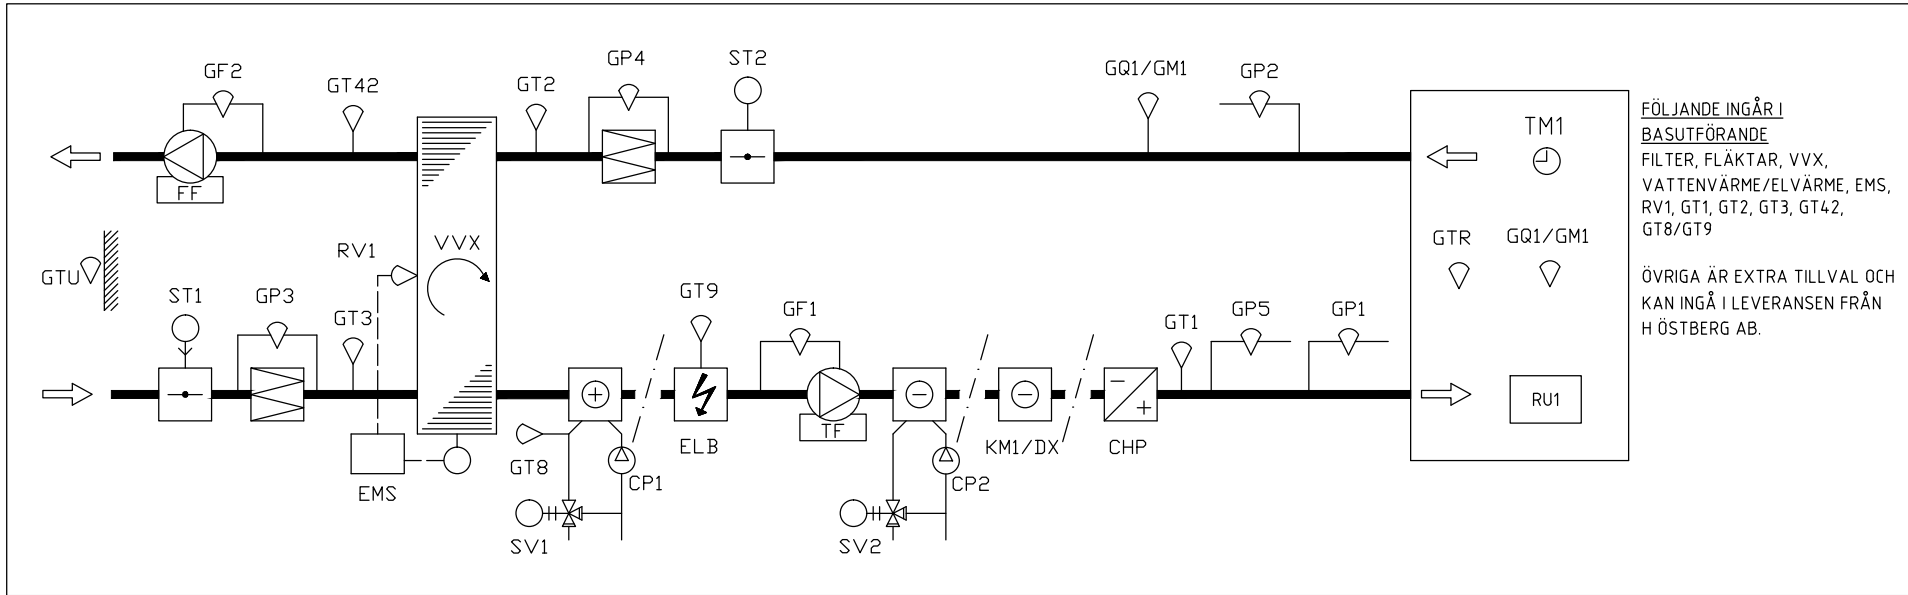 GF2
GT42
GT2
GP4
ST2
GQ1/GM1
GP2
FF
TM1
GTR
GQ1/GM1
RU1
FÖLJANDE INGÅR I
BASUTFÖRANDE
FILTER, FLÄKTAR, VVX,
VATTENVÄRME/ELVÄRME, EMS,
RV1, GT1, GT2, GT3, GT42,
GT8/GT9
ÖVRIGA ÄR EXTRA TILLVAL OCH
KAN INGÅ I LEVERANSEN FRÅN
H ÖSTBERG AB.
GTU
ST1
GP3
GT3
RV1
VVX
EMS
GT8
SV1
CP1
GT9
ELB
GF1
TF
SV2
CP2
KM1/DX
CHP
GT1
GP5
GP1